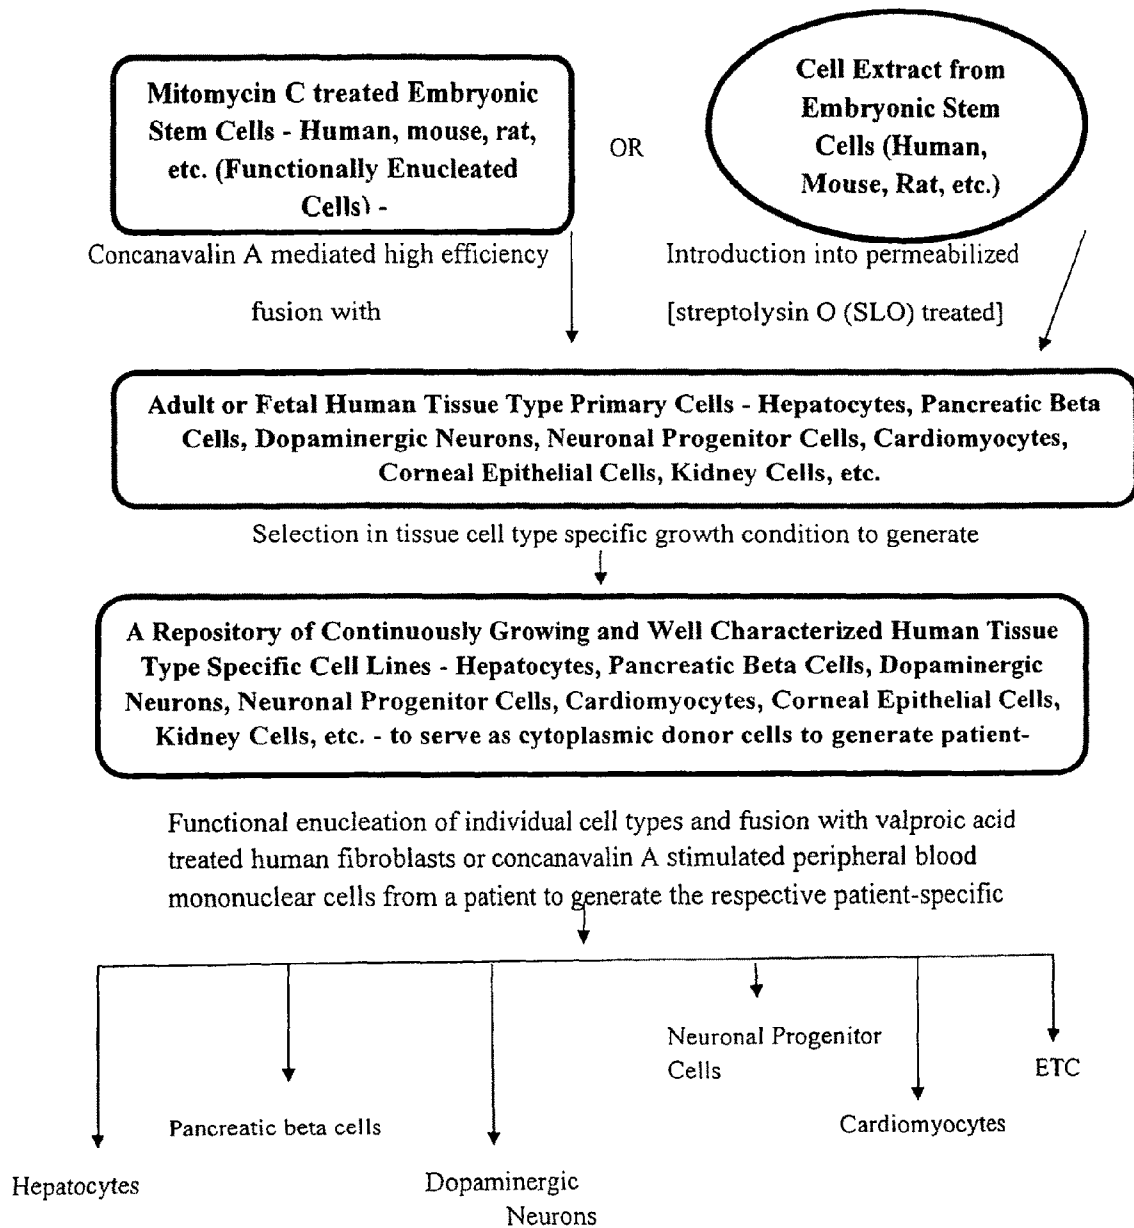 Mitomycin C treated Embryonic
Stem Cells - Human, mouse, rat,
etc. (Functionally Enucleated
Cells) -
OR
Cell Extract from
Embryonic Stem
Cells (Human,
Mouse, Rat, etc.)
Concanavalin A mediated high efficiency
fusion with
Introduction into permeabilized
[streptolysin O (SLO) treated]
Adult or Fetal Human Tissue Type Primary Cells - Hepatocytes, Pancreatic Beta
Cells, Dopaminergic Neurons, Neuronal Progenitor Cells, Cardiomyocytes,
Corneal Epithelial Cells, Kidney Cells, etc.
Selection in tissue cell type specific growth condition to generate
A Repository of Continuously Growing and Well Characterized Human Tissue
Type Specific Cell Lines - Hepatocytes, Pancreatic Beta Cells, Dopaminergic
Neurons, Neuronal Progenitor Cells, Cardiomyocytes, Corneal Epithelial Cells,
Kidney Cells, etc. - to serve as cytoplasmic donor cells to generate patient-
Functional enucleation of individual cell types and fusion with valproic acid
treated human fibroblasts or concanavalin A stimulated peripheral blood
mononuclear cells from a patient to generate the respective patient-specific
Neuronal Progenitor
Cells
ETC
Pancreatic beta cells
Cardiomyocytes
Hepatocytes
Dopaminergic
Neurons